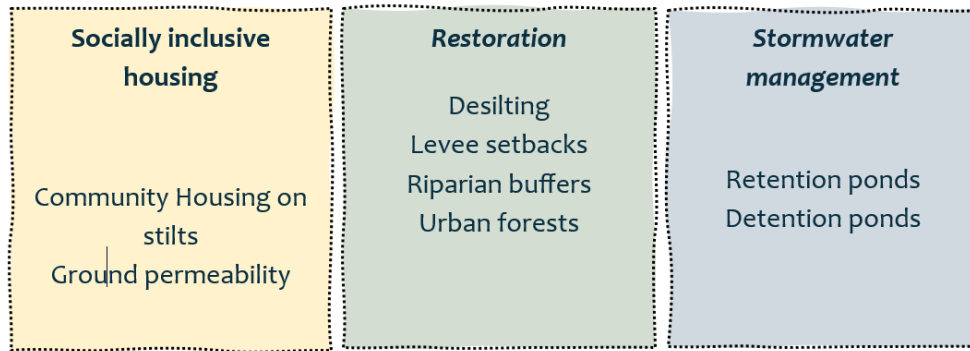 Socially inclusive
housing
Community Housing on
stilts
Ground permeability
Restoration
Desilting
Levee setbacks
Riparian buffers
Urban forests
Stormwater
management
Retention ponds
Detention ponds